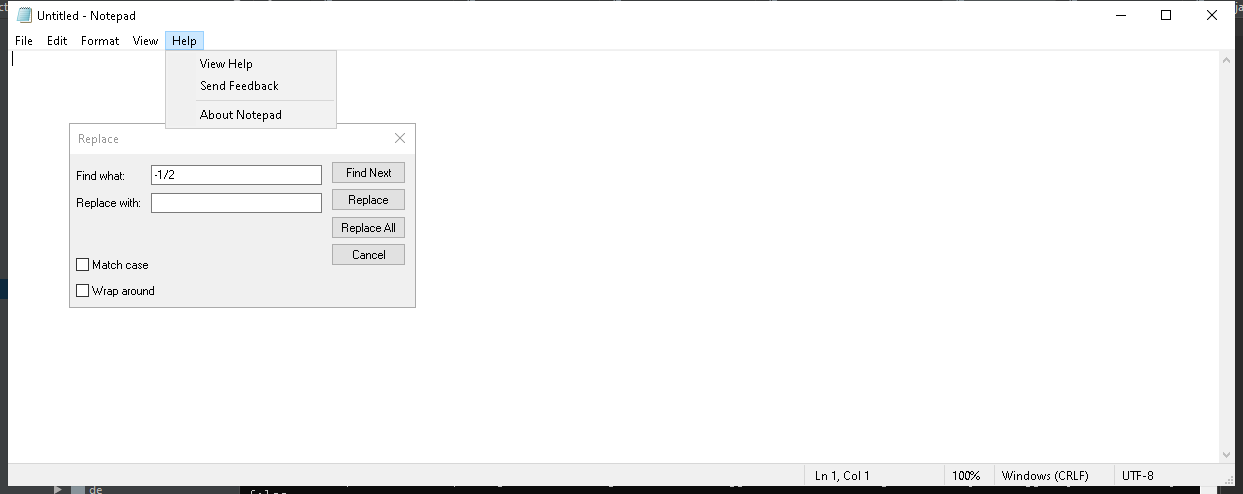 Untitled - Notepad
File Edit Format View Help
View Help
Send Feedback
About Notepad
Replace
Find what: -1/2 Find Next
Replace with: Replace
Replace All
Cancel
Match case
Wrap around
Ln 1, Col 1 100% Windows (CRLF) UTF-8
de